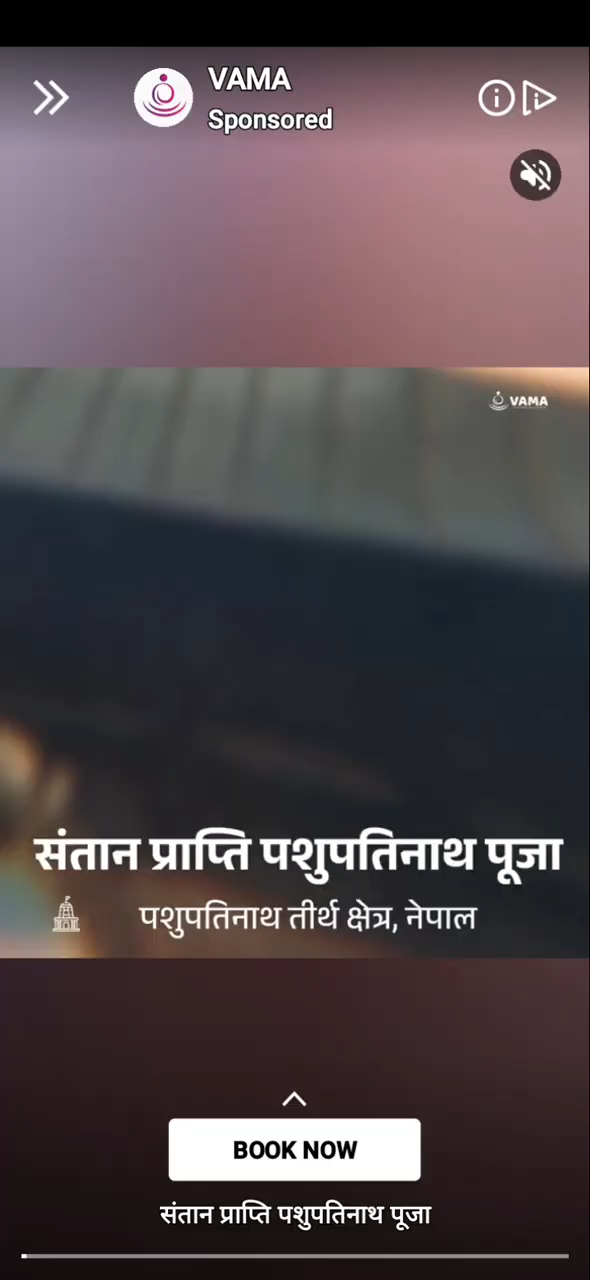 VAMA
Sponsored
VAMA
संतान प्राप्ति पशुपतिनाथ पूजा
पशुपतिनाथ तीर्थ क्षेत्र, नेपाल
BOOK NOW
संतान प्राप्ति पशुपतिनाथ पूजा